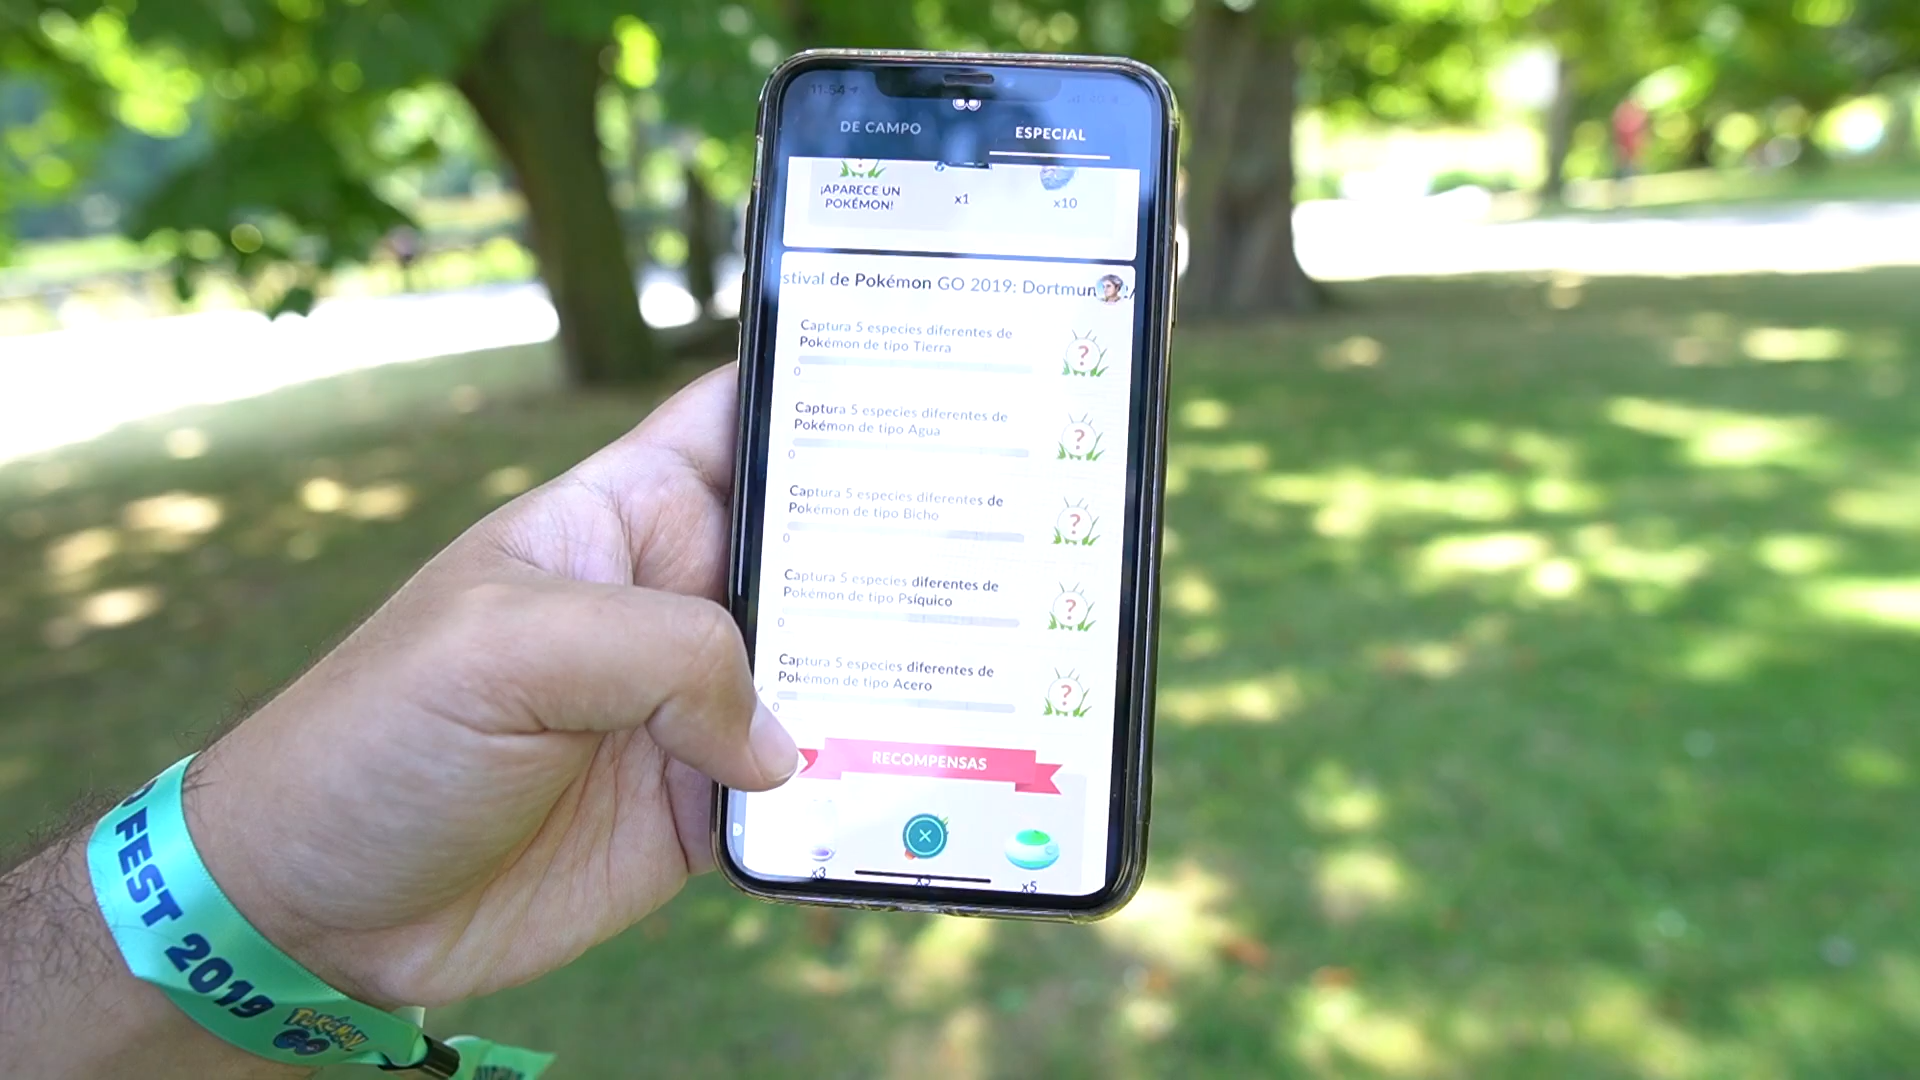 11:54
DE CAMPO
ESPECIAL
¡APARECE UN
POKÉMON!
x1
x10
stival de Pokémon GO 2019: Dortmun
Captura 5 especies diferentes de
Pokémon de tipo Tierra
0
Captura 5 especies diferentes de
Pokémon de tipo Agua
0
Captura 5 especies diferentes de
Pokémon de tipo Bicho
0
Captura 5 especies diferentes de
Pokémon de tipo Psíquico
0
Captura 5 especies diferentes de
Pokémon de tipo Acero
0
RECOMPENSAS
x3
x5
O FEST 2019
POKÉMON
GO